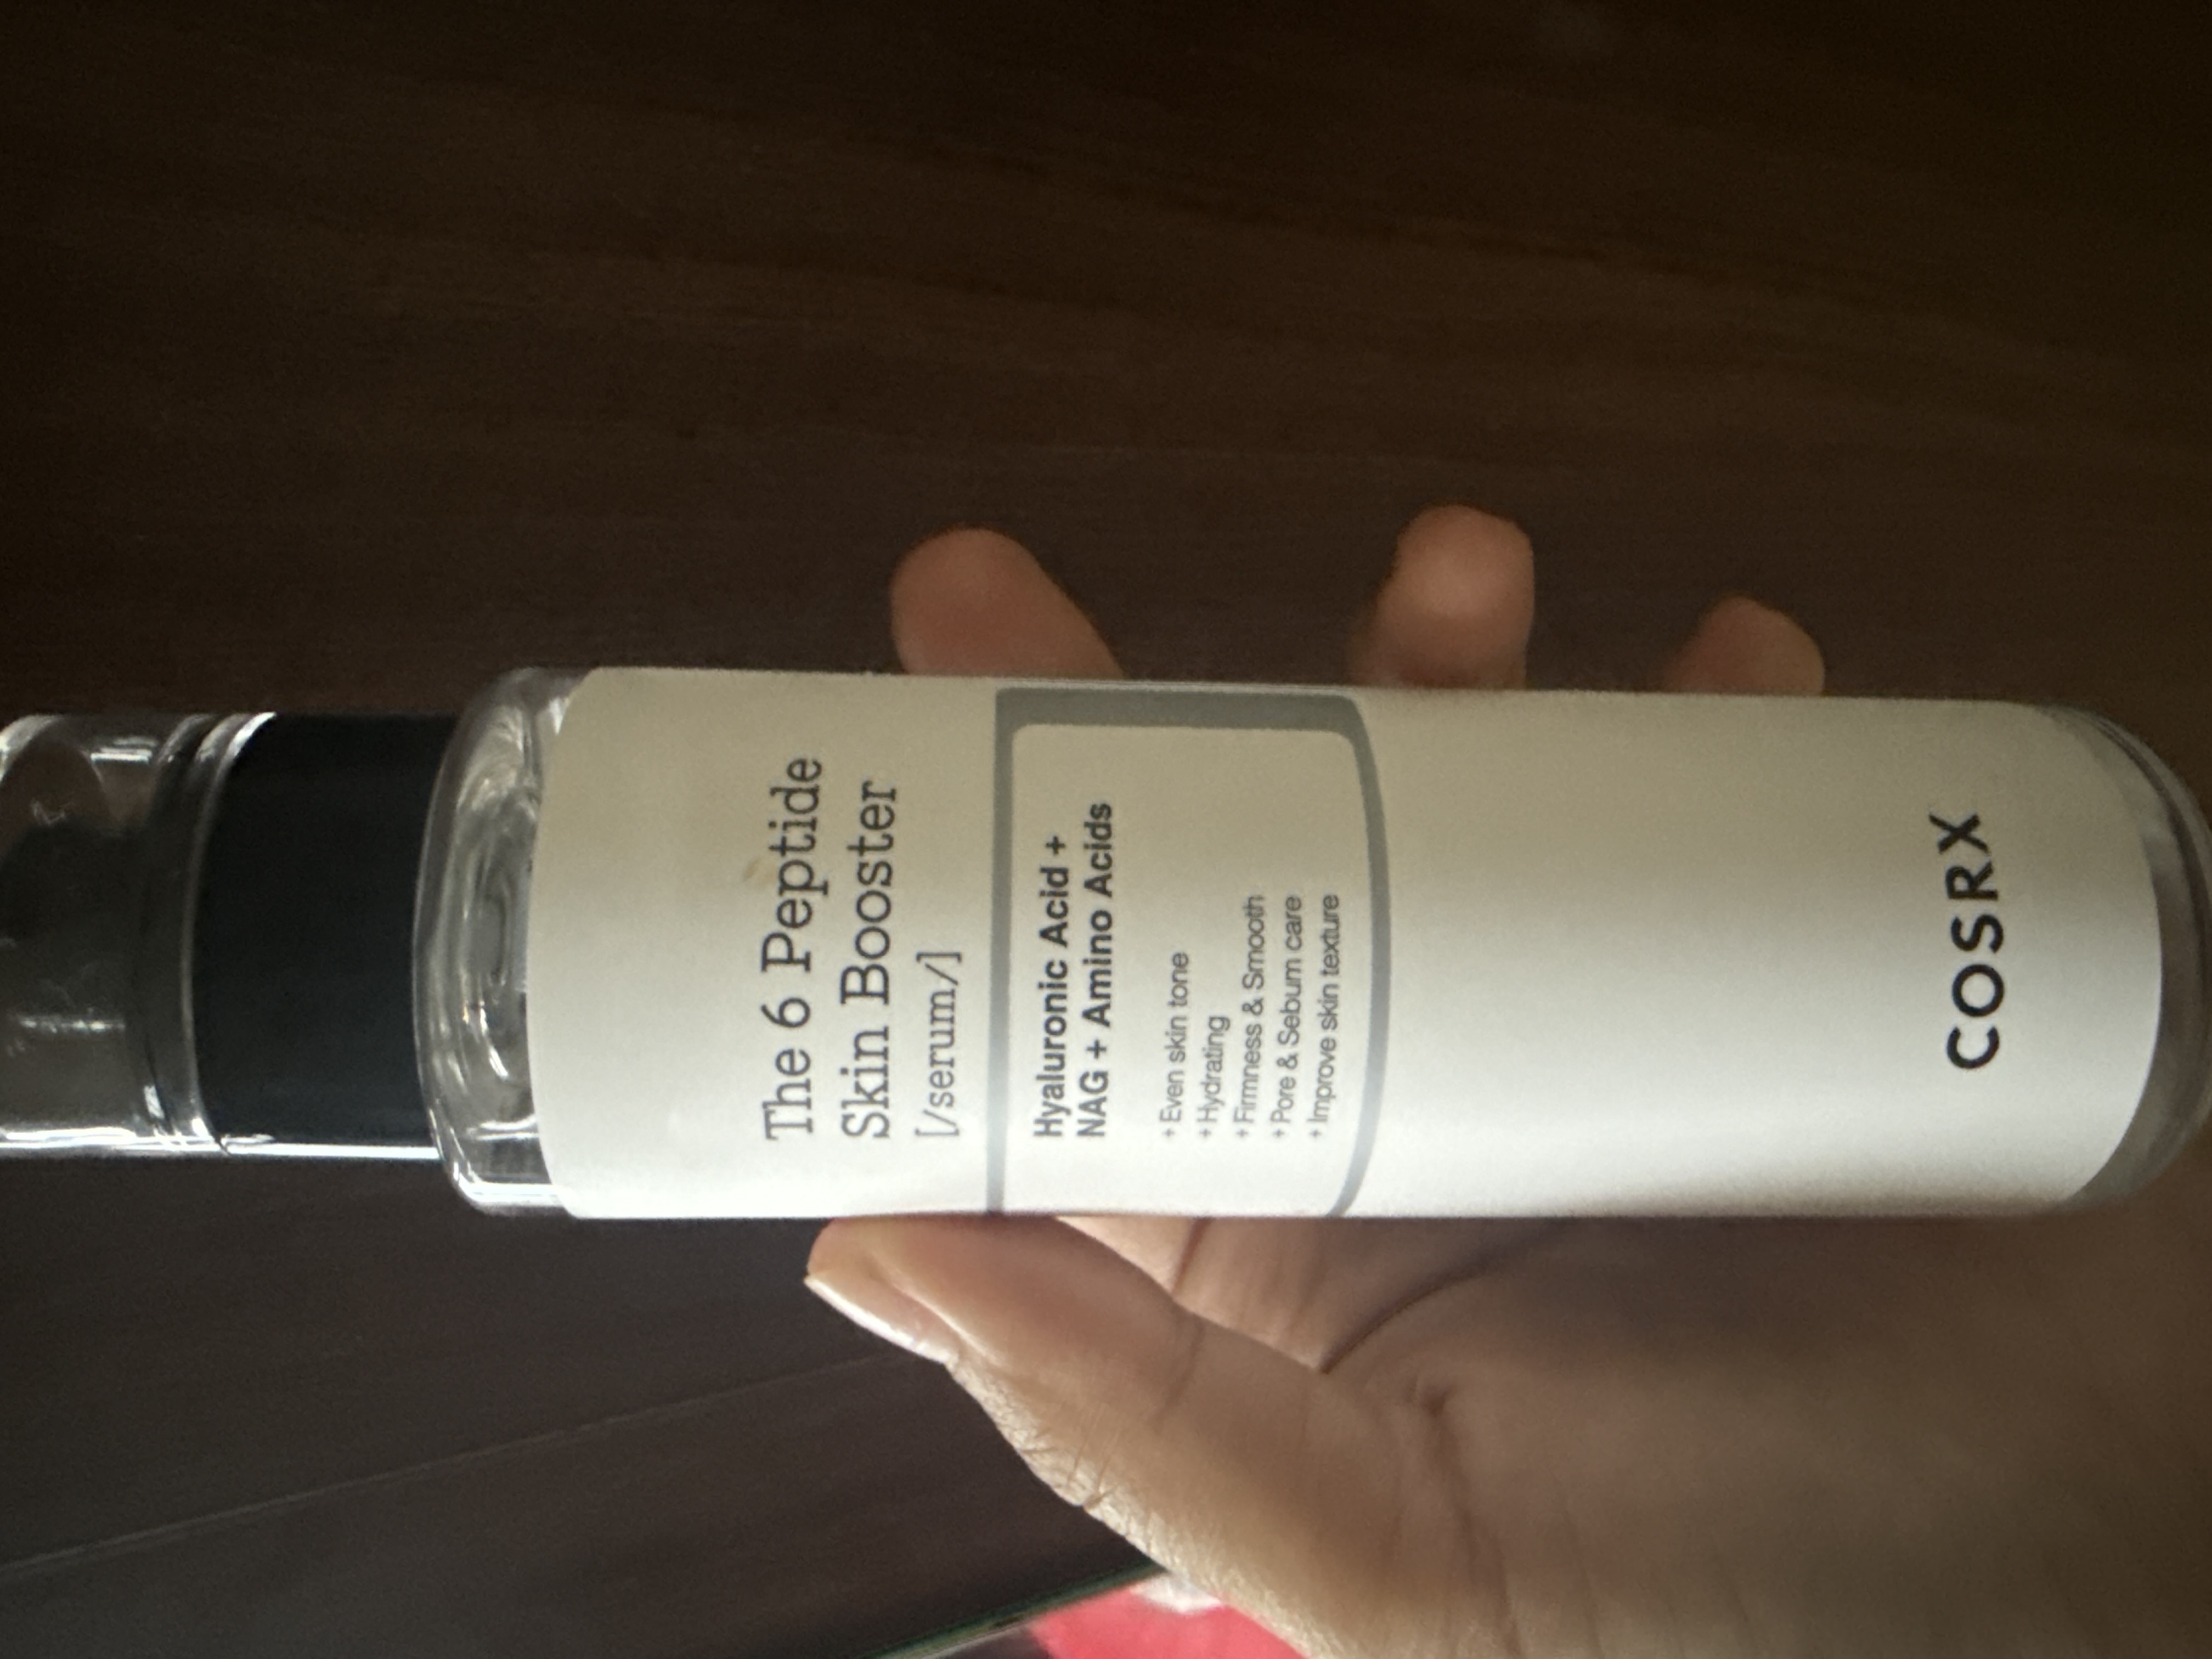 The 6 Peptide
Skin Booster
[/serum/]
Hyaluronic Acid +
NAG + Amino Acids
+ Even skin tone
+ Hydrating
+ Firmness & Smooth
+ Pore & Sebum care
+ Improve skin texture
COSRX